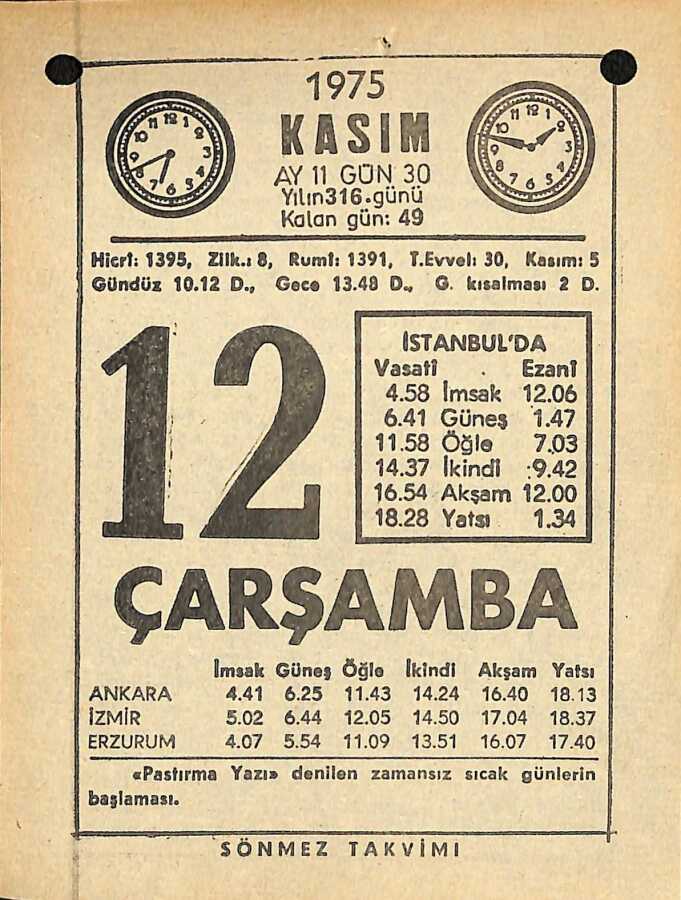 1975
KASIM
AY 11 GÜN 30
Yılın 316.günü
Kalan gün: 49
Hicrî: 1395, Zilk.: 8, Rumî: 1391, T.Evvel: 30, Kasım: 5
Gündüz 10.12 D., Gece 13.48 D., G. kısalması 2 D.
12
İSTANBUL'DA
Vasatî . Ezanî
4.58 İmsak 12.06
6.41 Güneş 1.47
11.58 Öğle 7.03
14.37 İkindi 9.42
16.54 Akşam 12.00
18.28 Yatsı 1.34
ÇARŞAMBA
İmsak Güneş Öğle İkindi Akşam Yatsı
ANKARA 4.41 6.25 11.43 14.24 16.40 18.13
İZMİR 5.02 6.44 12.05 14.50 17.04 18.37
ERZURUM 4.07 5.54 11.09 13.51 16.07 17.40
«Pastırma Yazı» denilen zamansız sıcak günlerin
başlaması.
SÖNMEZ TAKVİMİ